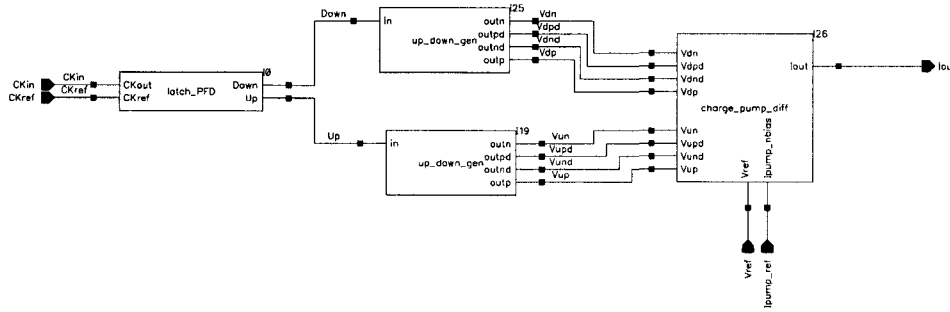 I25
Down
in
outn
Vdn
outpd
Vdpd
up_down_gen
outnd
Vdnd
outp
Vdp
I26
Vdn
Iout
Iou
Vdpd
Vdnd
Vdp
I0
CKin
CKin
CKout
Down
CKref
CKref
CKref
Up
latch_PFD
charge_pump_diff
I19
Up
in
outn
Vun
Vun
outpd
Vupd
Vupd
up_down_gen
outnd
Vund
Vund
outp
Vup
Vup
Vref
Ipump_nbias
Vref
Ipump_ref